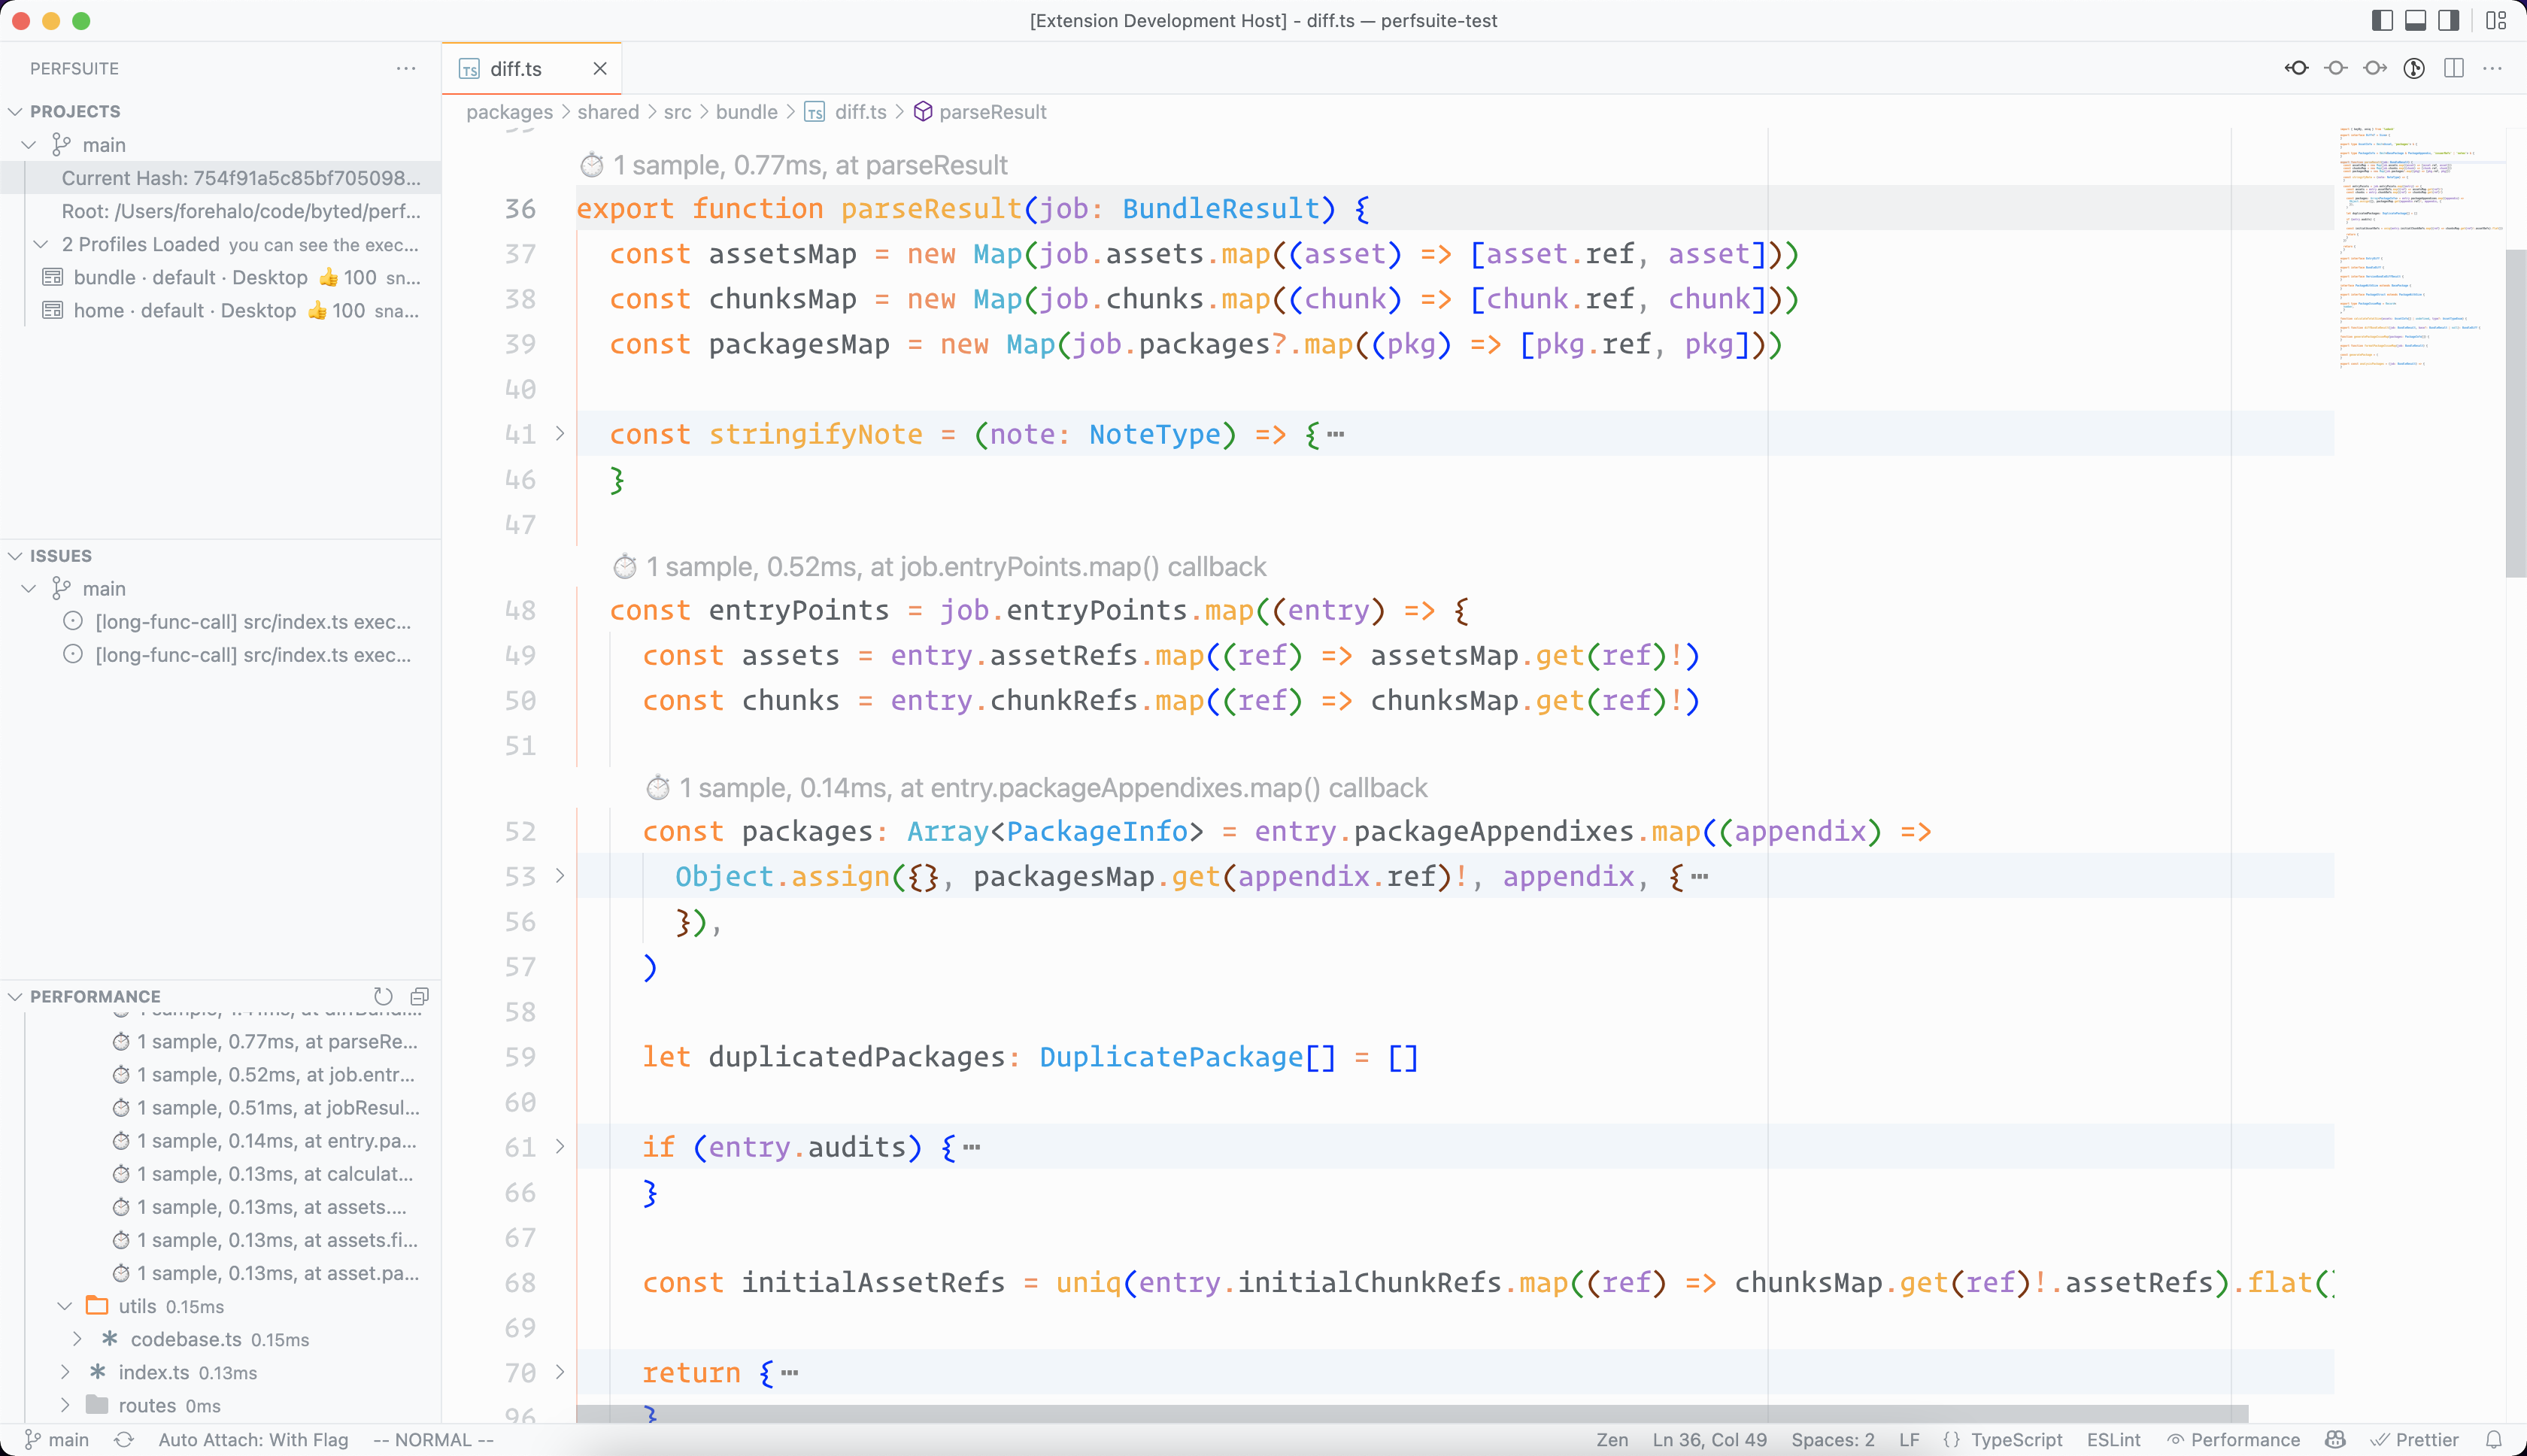 [Extension Development Host] - diff.ts — perfsuite-test
PERFSUITE
PROJECTS
main
Current Hash: 754f91a5c85bf705098...
Root: /Users/forehalo/code/byted/perf...
2 Profiles Loaded you can see the exec...
bundle · default · Desktop 👍100 sn...
home · default · Desktop 👍100 sna...
ISSUES
main
[long-func-call] src/index.ts exec...
[long-func-call] src/index.ts exec...
PERFORMANCE
1 sample, 0.77ms, at parseRe...
1 sample, 0.52ms, at job.entr...
1 sample, 0.51ms, at jobResul...
1 sample, 0.14ms, at entry.pa...
1 sample, 0.13ms, at calculat...
1 sample, 0.13ms, at assets....
1 sample, 0.13ms, at assets.fi...
1 sample, 0.13ms, at asset.pa...
utils 0.15ms
codebase.ts 0.15ms
index.ts 0.13ms
routes 0ms
TS diff.ts
packages > shared > src > bundle > TS diff.ts > parseResult
1 sample, 0.77ms, at parseResult
36 export function parseResult(job: BundleResult) {
37 const assetsMap = new Map(job.assets.map((asset) => [asset.ref, asset]))
38 const chunksMap = new Map(job.chunks.map((chunk) => [chunk.ref, chunk]))
39 const packagesMap = new Map(job.packages?.map((pkg) => [pkg.ref, pkg]))
40
41 const stringifyNote = (note: NoteType) => {⋯
46 }
47
1 sample, 0.52ms, at job.entryPoints.map() callback
48 const entryPoints = job.entryPoints.map((entry) => {
49 const assets = entry.assetRefs.map((ref) => assetsMap.get(ref)!)
50 const chunks = entry.chunkRefs.map((ref) => chunksMap.get(ref)!)
51
1 sample, 0.14ms, at entry.packageAppendixes.map() callback
52 const packages: Array<PackageInfo> = entry.packageAppendixes.map((appendix) =>
53 Object.assign({}, packagesMap.get(appendix.ref)!, appendix, {⋯
56 }),
57 )
58
59 let duplicatedPackages: DuplicatePackage[] = []
60
61 if (entry.audits) {⋯
66 }
67
68 const initialAssetRefs = uniq(entry.initialChunkRefs.map((ref) => chunksMap.get(ref)!.assetRefs).flat(
69
70 return {⋯
96 }
main Auto Attach: With Flag -- NORMAL -- Zen Ln 36, Col 49 Spaces: 2 LF {} TypeScript ESLint Performance Prettier